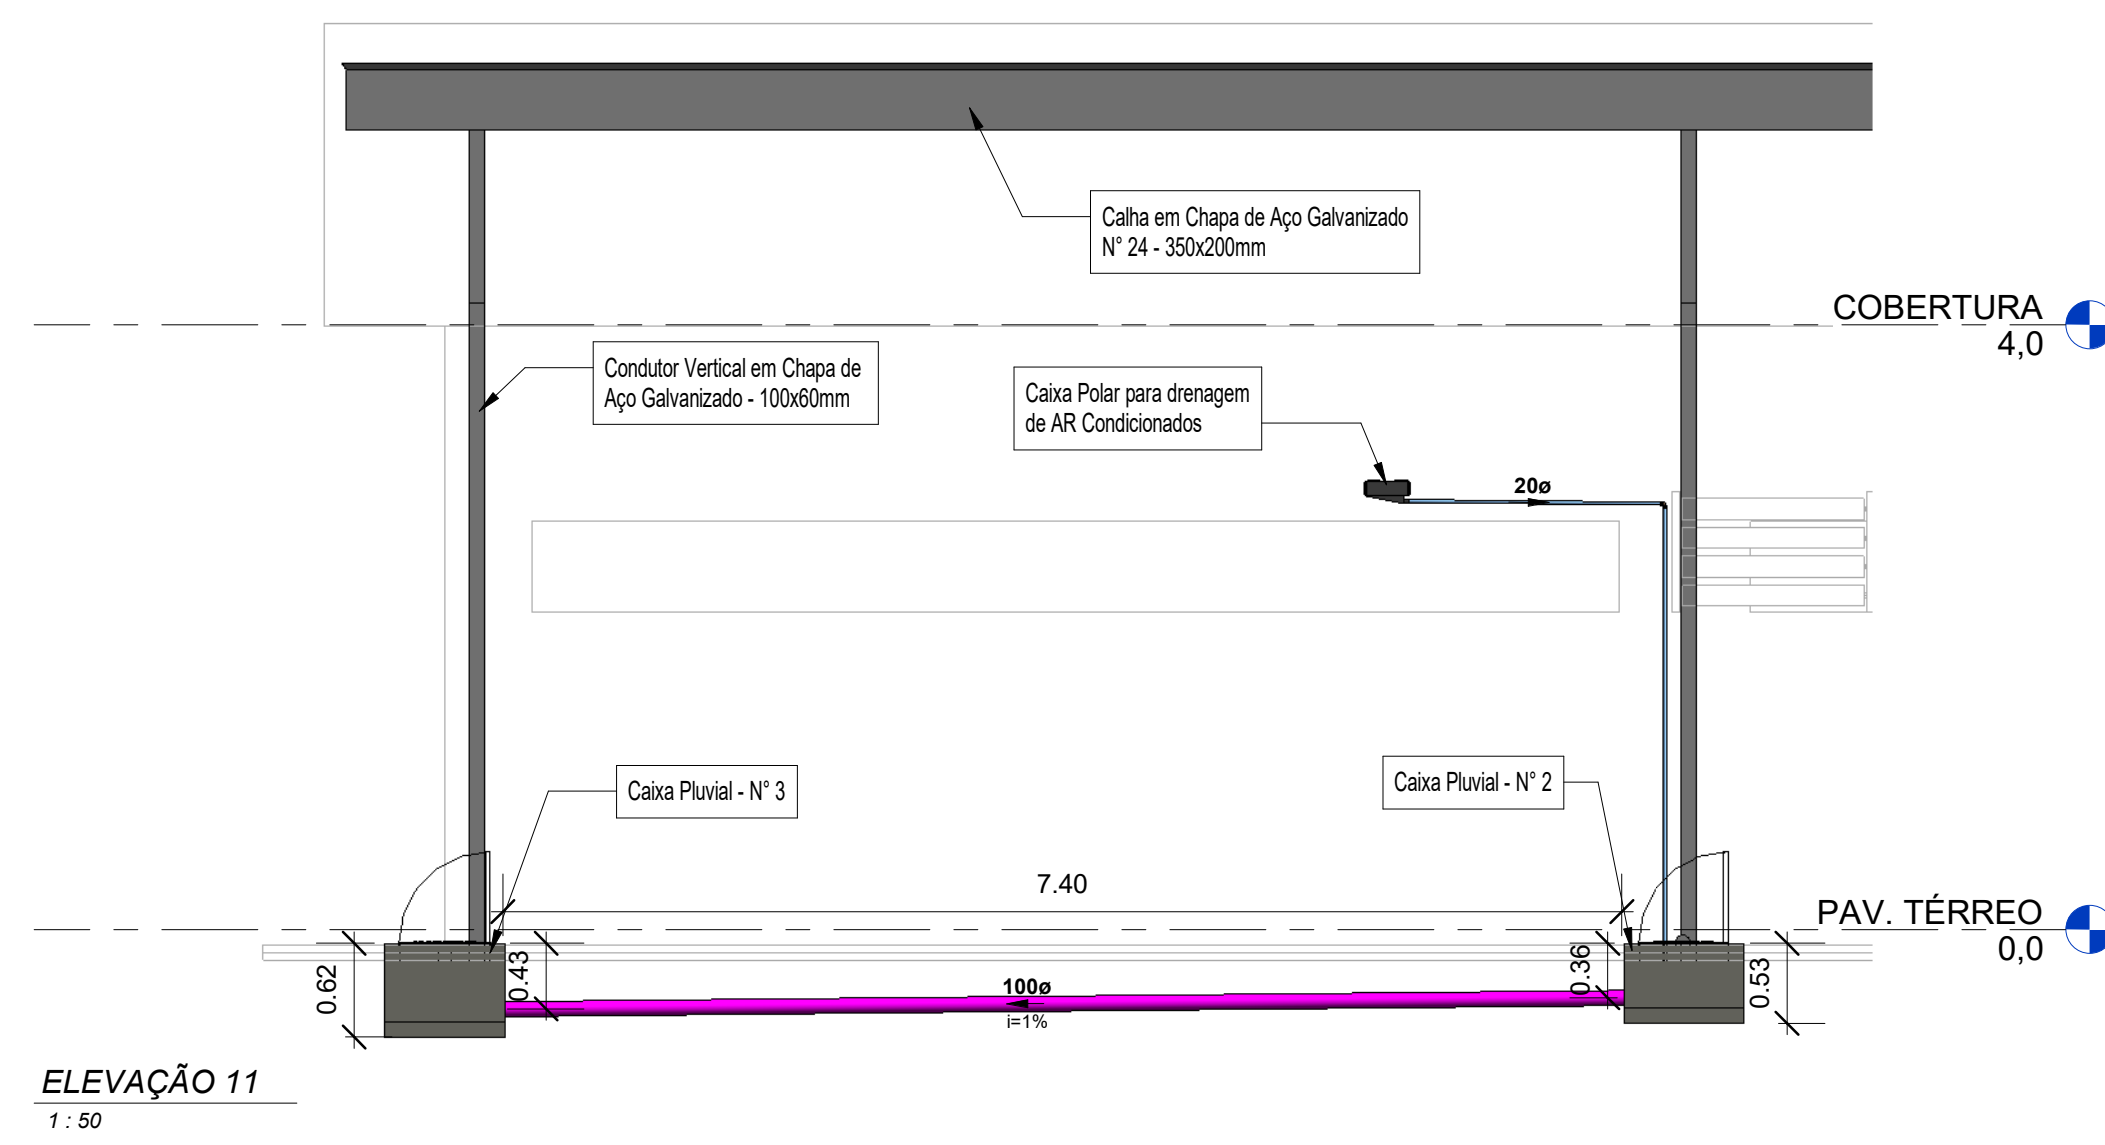 Calha em Chapa de Aço Galvanizado
N° 24 - 350x200mm
COBERTURA
4,0
Condutor Vertical em Chapa de
Aço Galvanizado - 100x60mm
Caixa Polar para drenagem
de AR Condicionados
20ø
Caixa Pluvial - N° 3
Caixa Pluvial - N° 2
7.40
PAV. TÉRREO
0,0
0.62
0.43
0.36
0.53
100ø
i=1%
ELEVAÇÃO 11
1 : 50